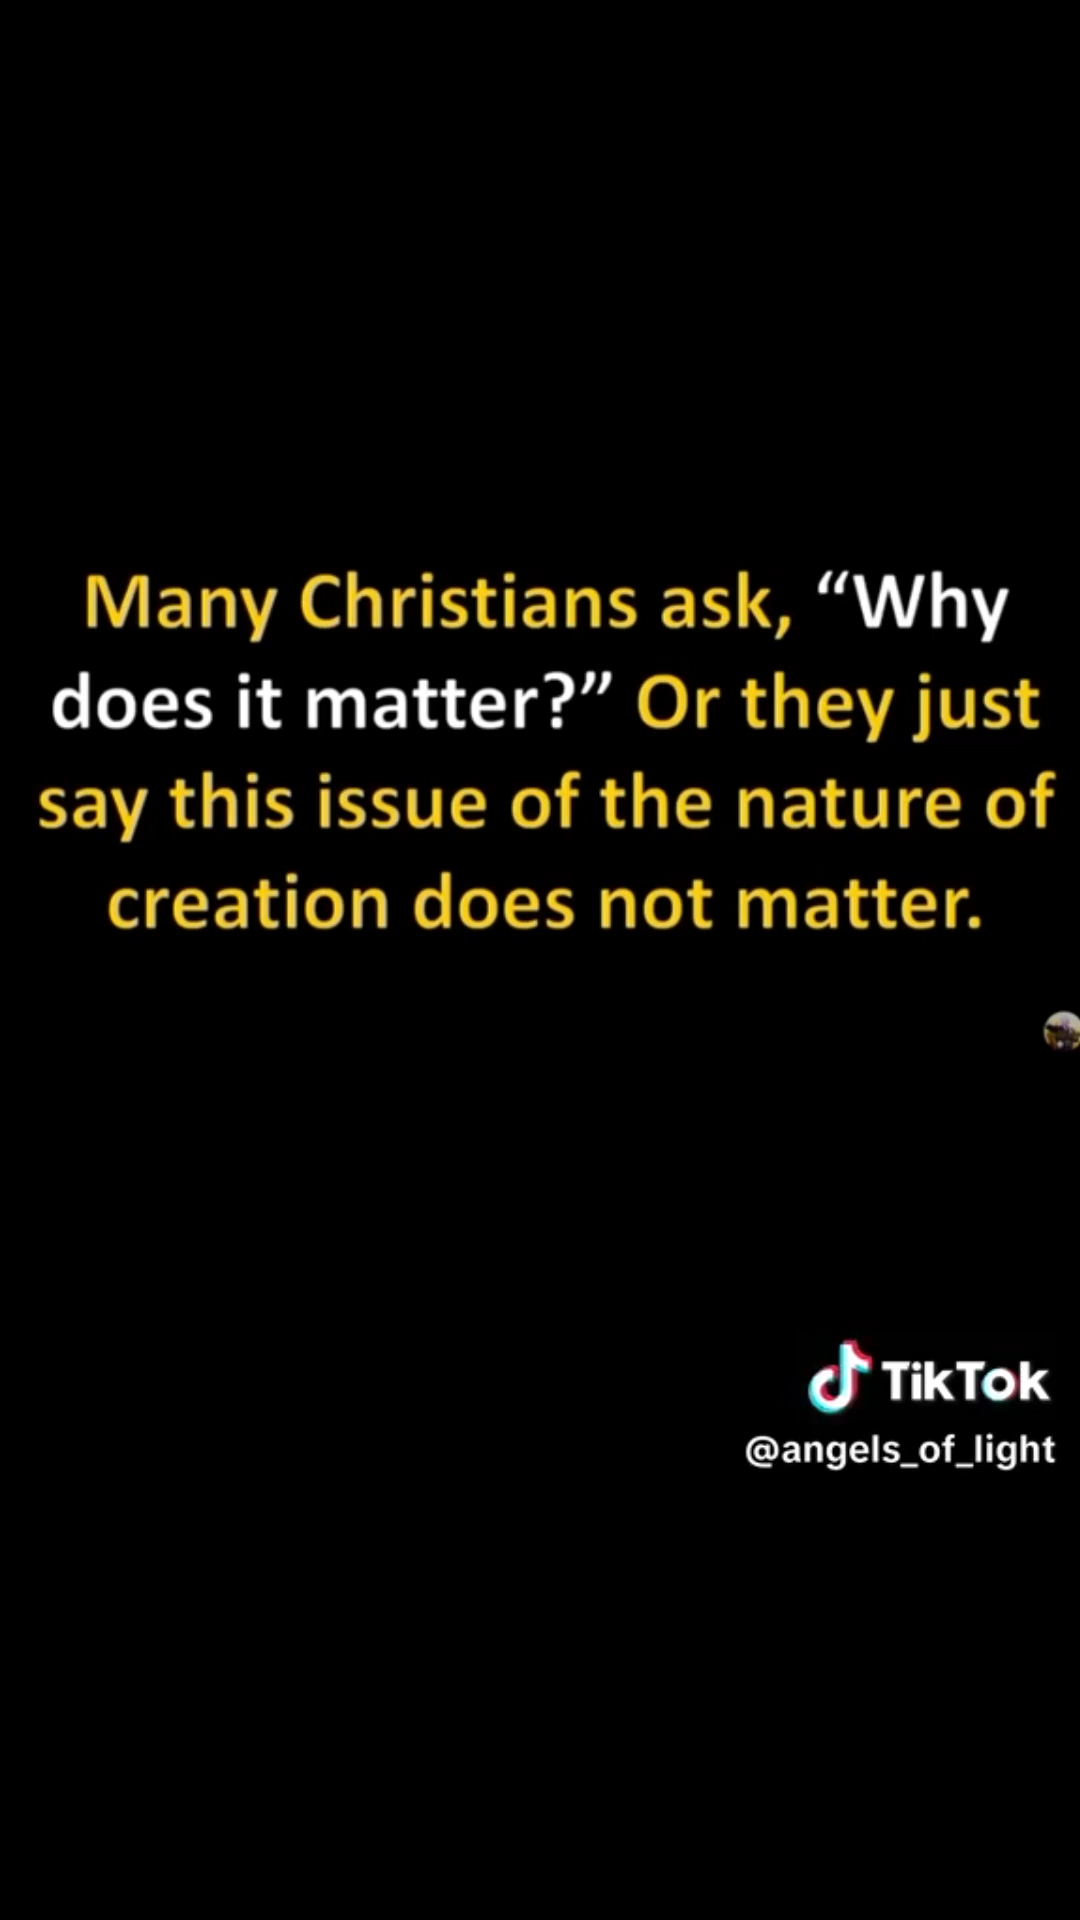 Many Christians ask, “Why
does it matter?” Or they just
say this issue of the nature of
creation does not matter.
TikTok
@angels_of_light